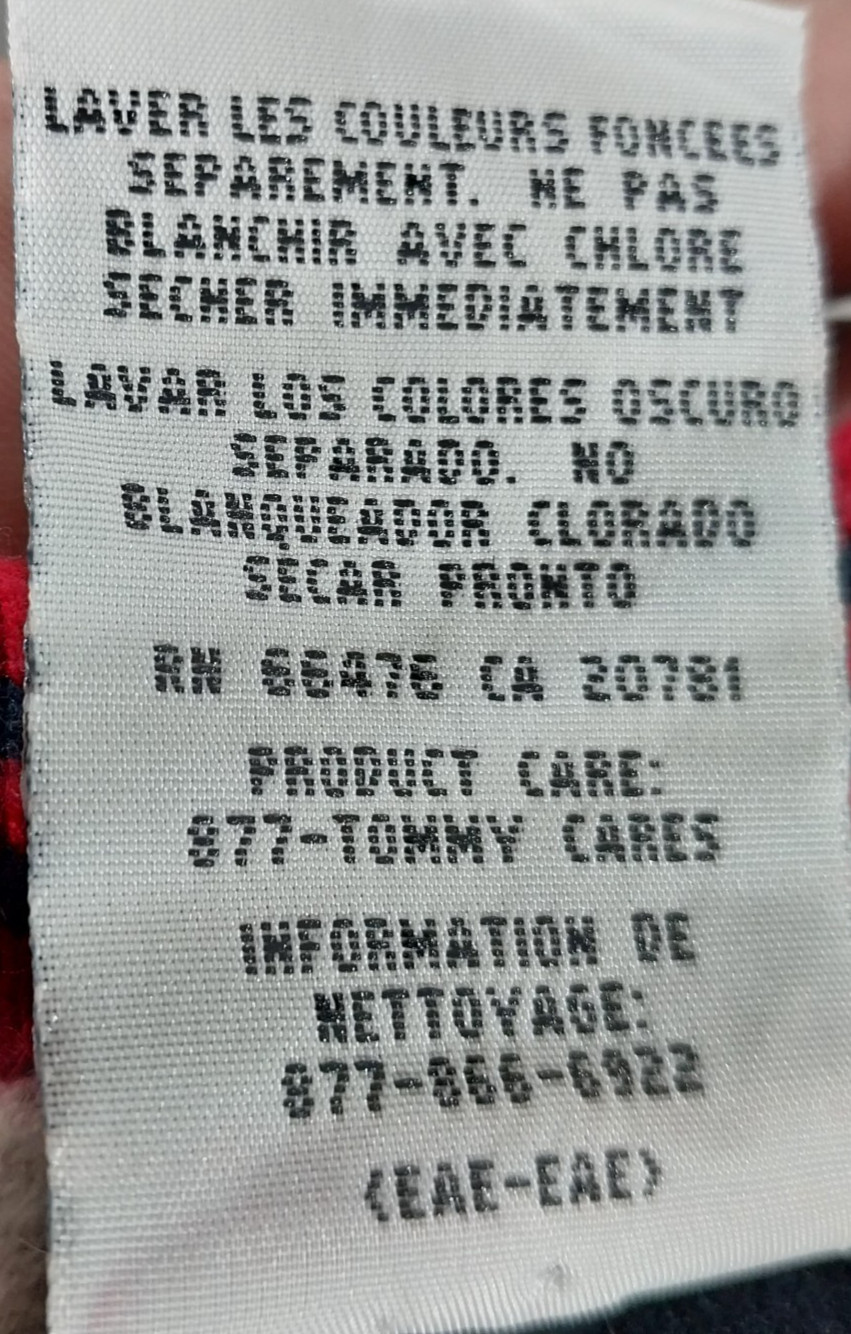 LAVER LES COULEURS FONCEES
SEPAREMENT. NE PAS
BLANCHIR AVEC CHLORE
SECHER IMMEDIATEMENT
LAVAR LOS COLORES OSCURO
SEPARADO. NO
BLANQUEADOR CLORADO
SECAR PRONTO
RN 66476 CA 20781
PRODUCT CARE:
877-TOMMY CARES
INFORMATION DE
NETTOYAGE:
877-866-6922
(EAE-EAE)